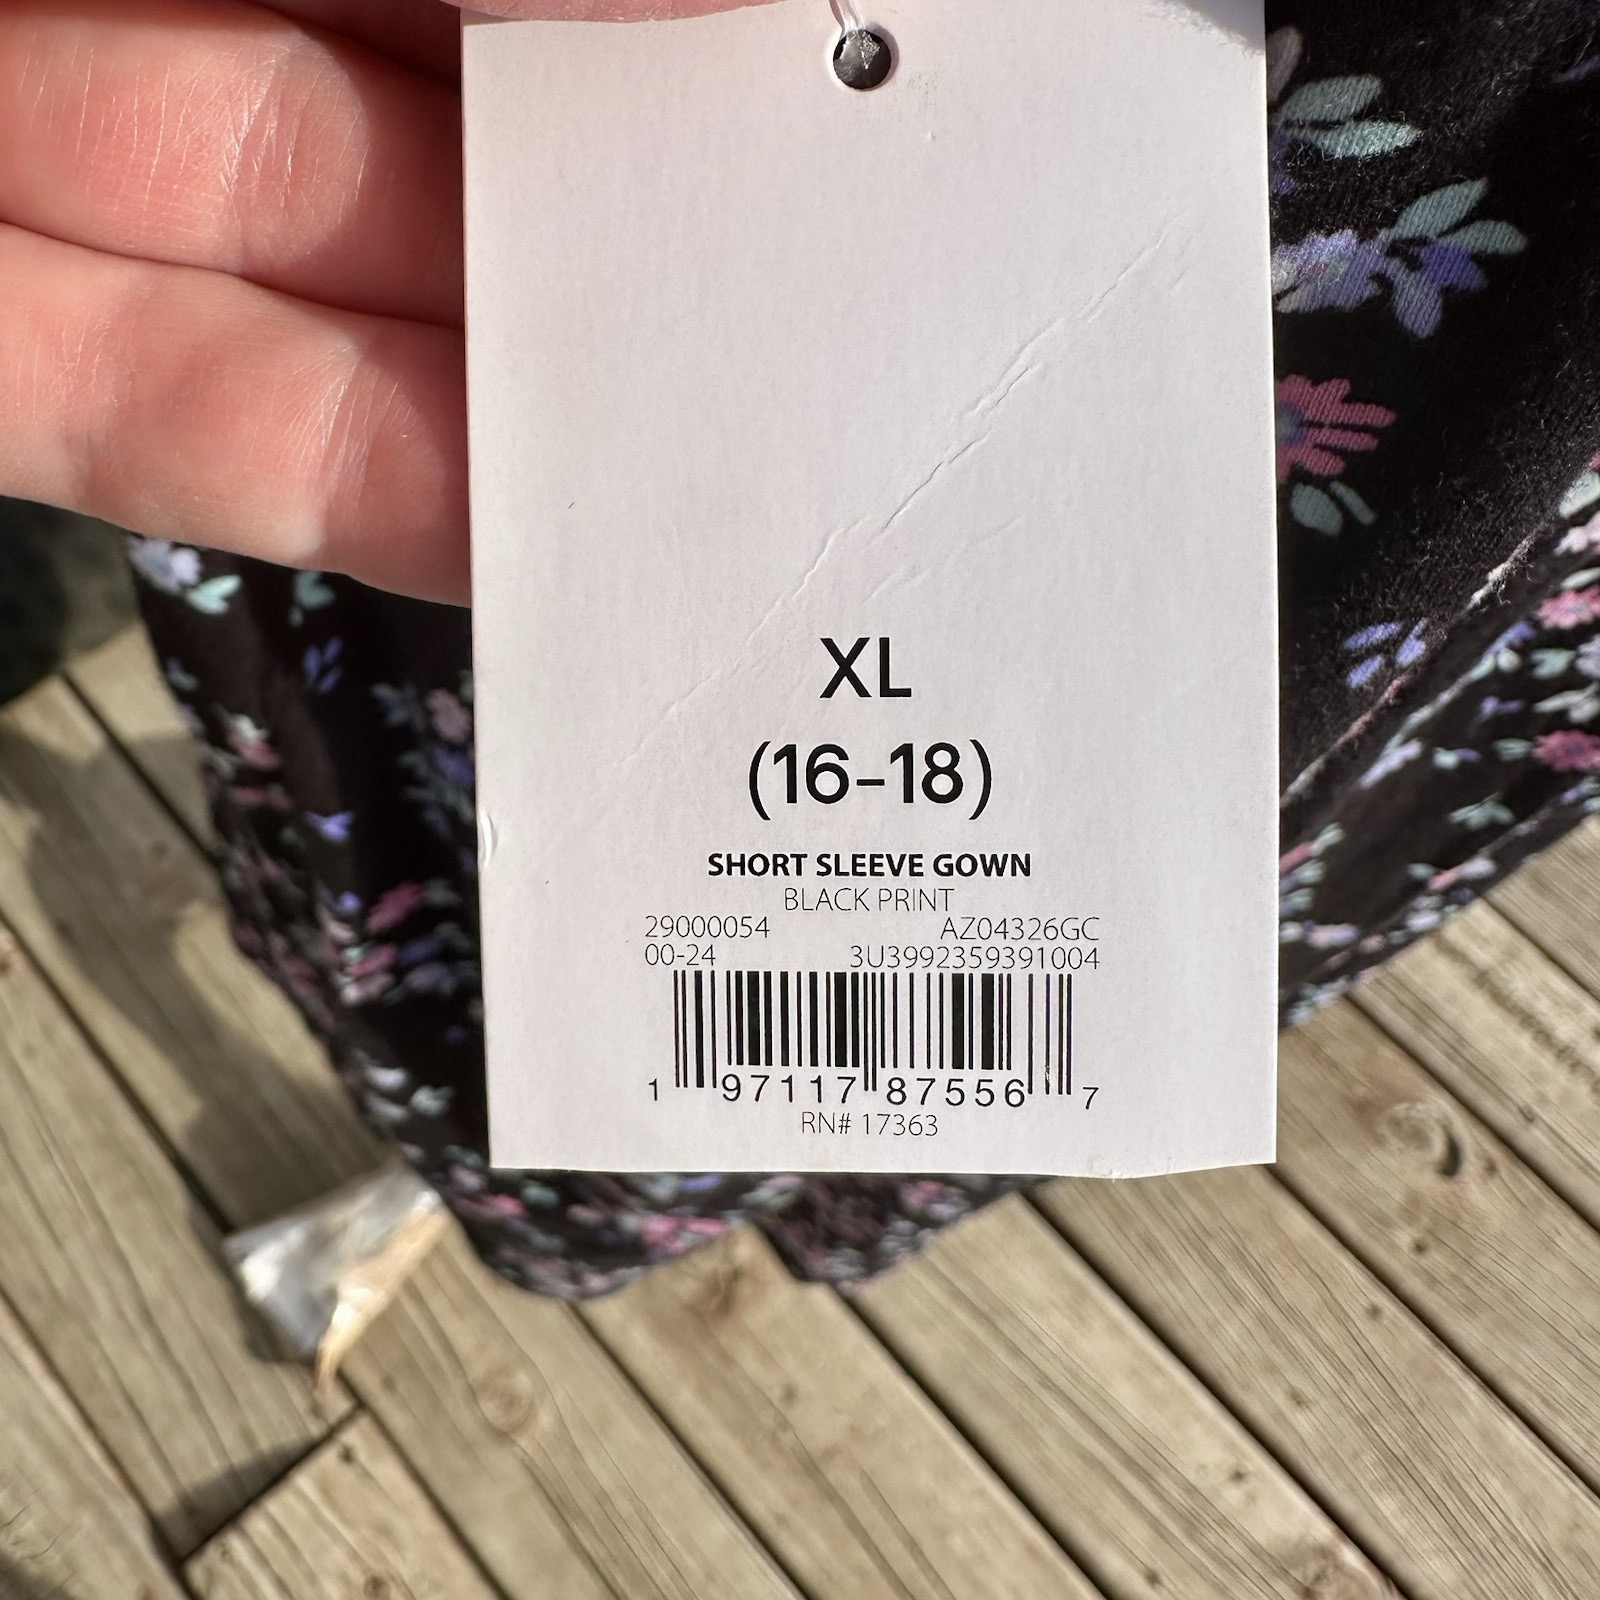 XL
(16-18)
SHORT SLEEVE GOWN
BLACK PRINT
29000054 AZ04326GC
00-24 3U3992359391004
1 97117 87556 7
RN# 17363